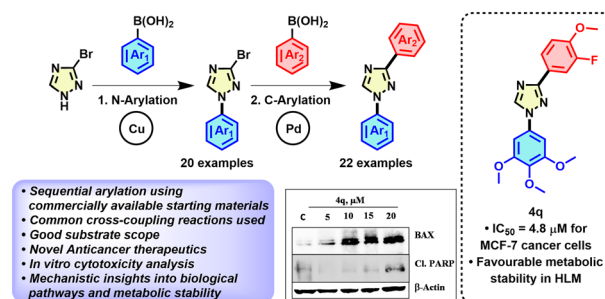 B(OH)₂
Ar₁
B(OH)₂
Ar₂
Br
N
N
N
H
1. N-Arylation
Cu
Br
N
N
N
Ar₁
20 examples
2. C-Arylation
Pd
Ar₂
N
N
N
Ar₁
22 examples
O
F
N
N
N
O
O
O
4q
• IC₅₀ = 4.8 μM for
MCF-7 cancer cells
• Favourable metabolic
stability in HLM
• Sequential arylation using
commercially available starting materials
• Common cross-coupling reactions used
• Good substrate scope
• Novel Anticancer therapeutics
• In vitro cytotoxicity analysis
• Mechanistic insights into biological
pathways and metabolic stability
4q, μM
C 5 10 15 20
BAX
Cl. PARP
β-Actin